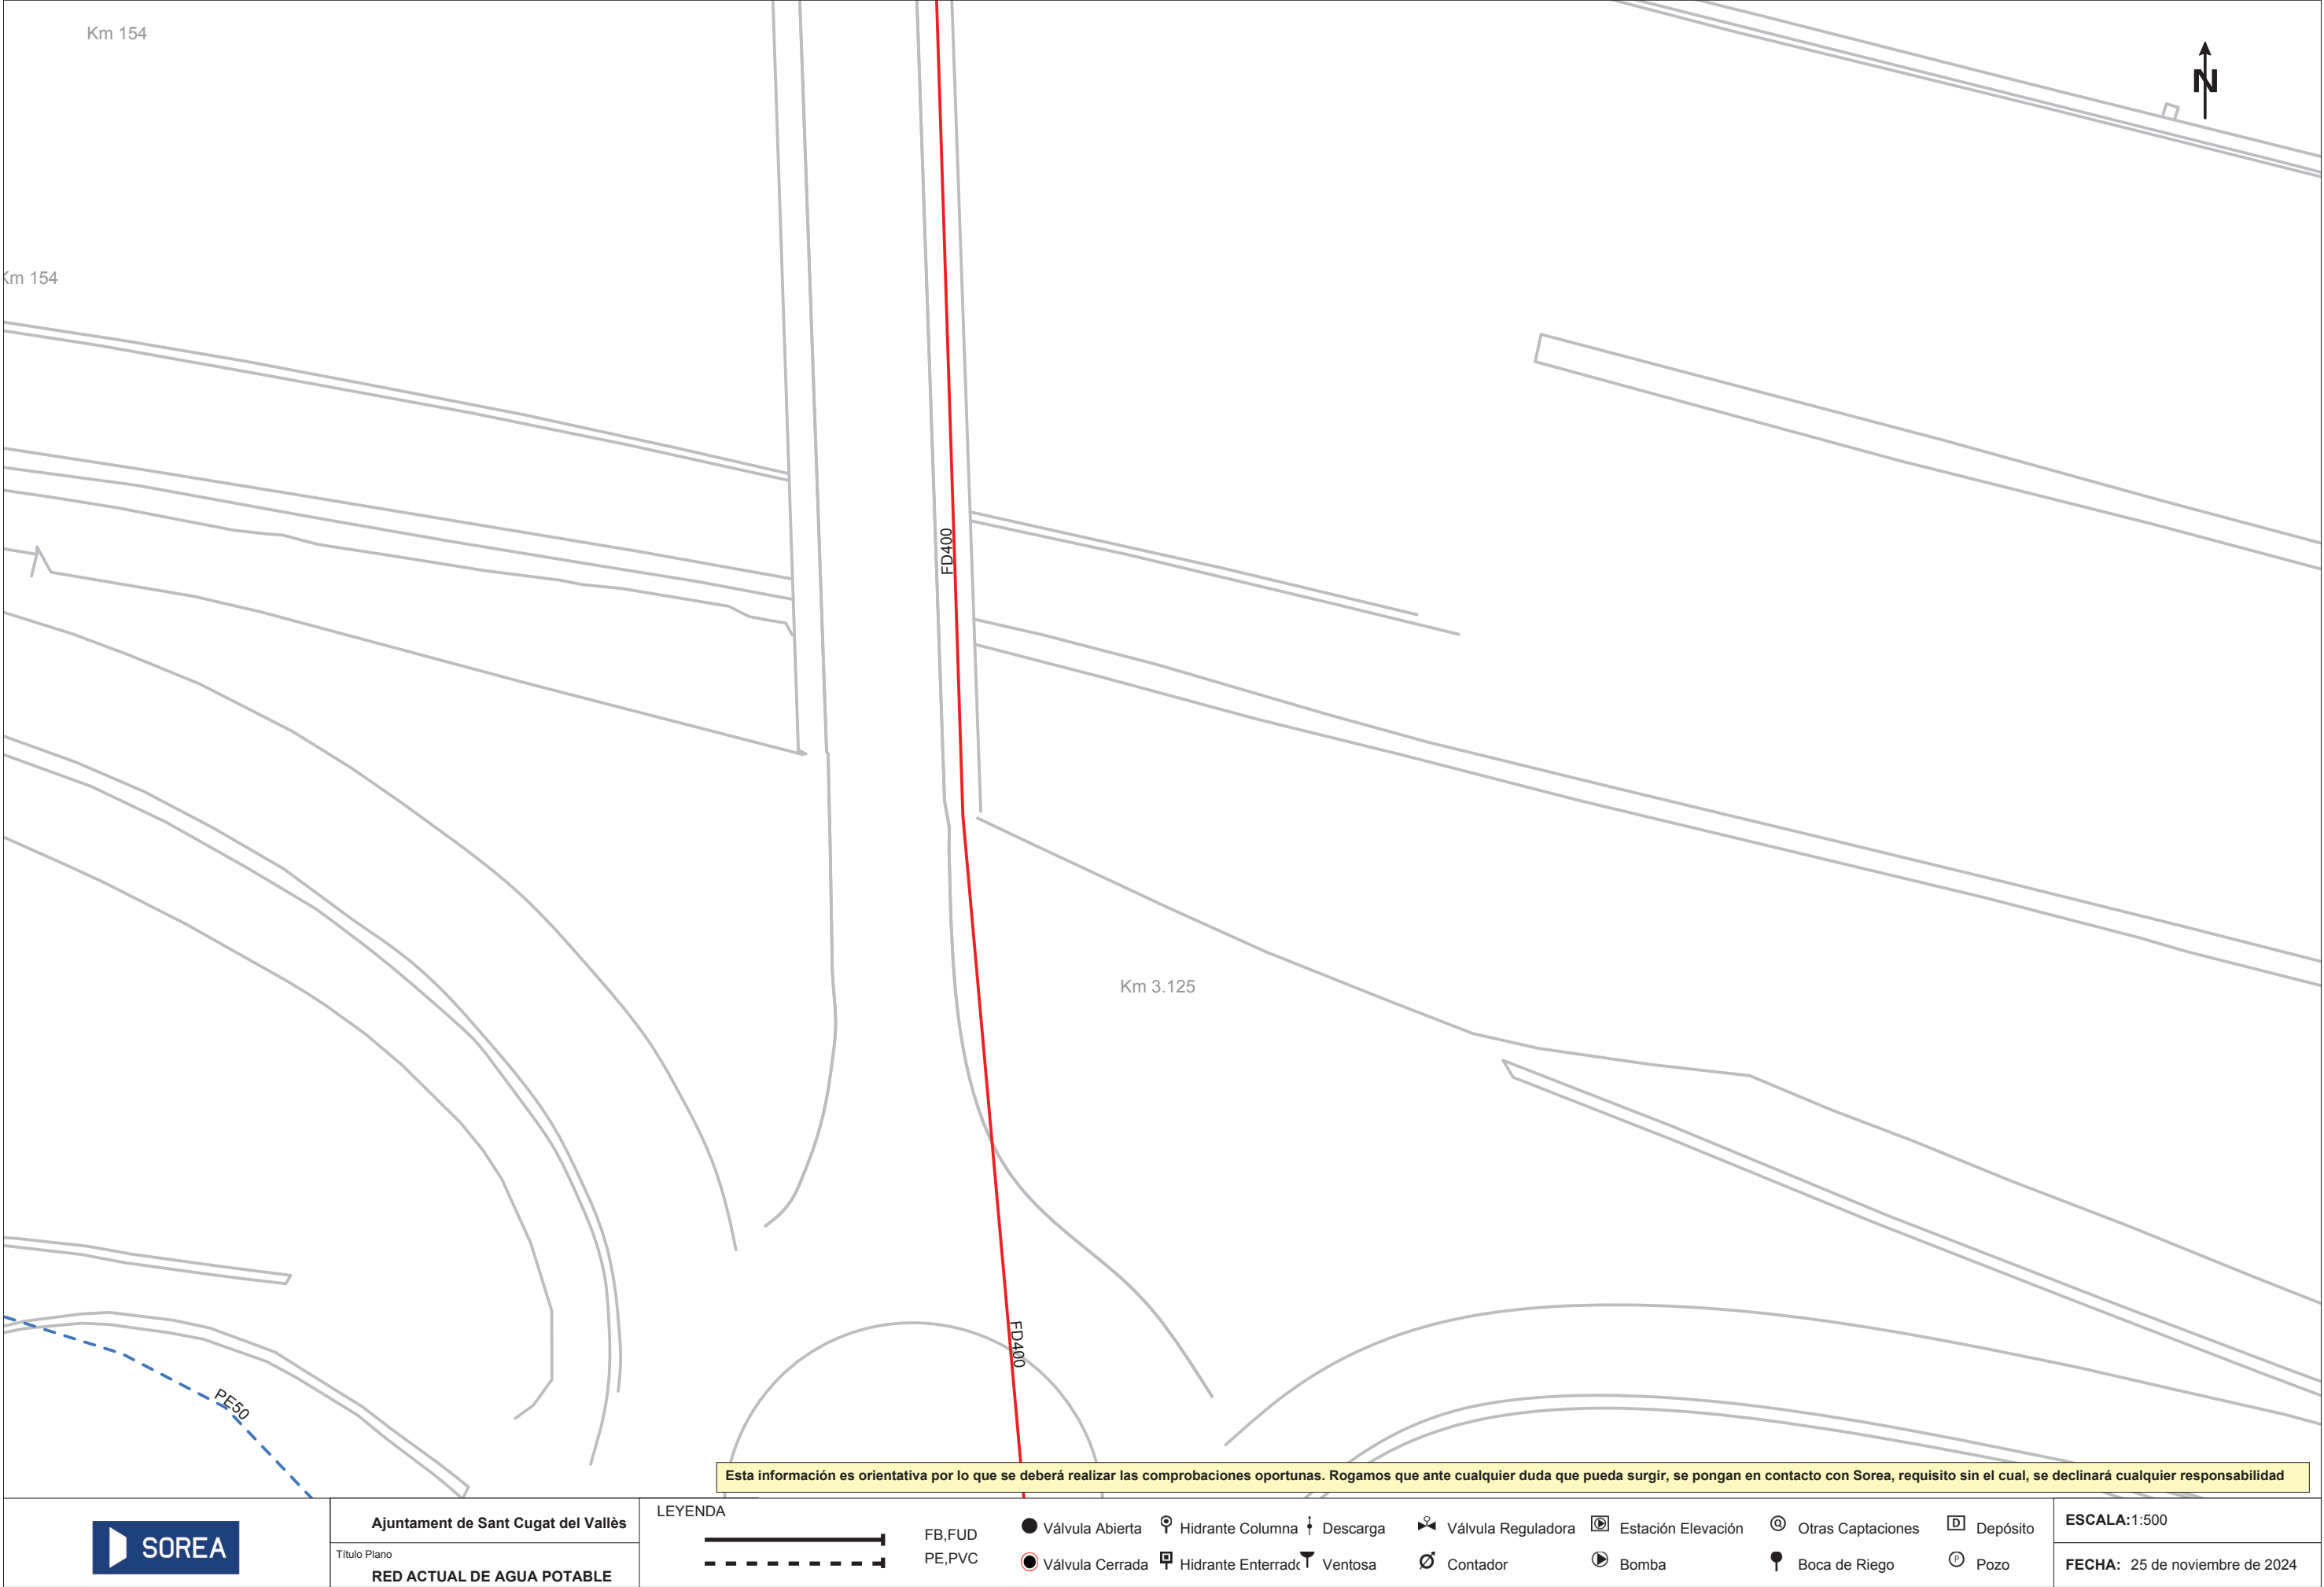 Km 154
N
Km 154
FD400
Km 3.125
FD400
PE50
Esta información es orientativa por lo que se deberá realizar las comprobaciones oportunas. Rogamos que ante cualquier duda que pueda surgir, se pongan en contacto con Sorea, requisito sin el cual, se declinará cualquier responsabilidad
SOREA
Ajuntament de Sant Cugat del Vallès
Título Plano
RED ACTUAL DE AGUA POTABLE
LEYENDA
FB,FUD
PE,PVC
Válvula Abierta
Válvula Cerrada
Hidrante Columna
Hidrante Enterrado
Descarga
Ventosa
Válvula Reguladora
Contador
Estación Elevación
Bomba
Q Otras Captaciones
Boca de Riego
D Depósito
P Pozo
ESCALA:1:500
FECHA: 25 de noviembre de 2024